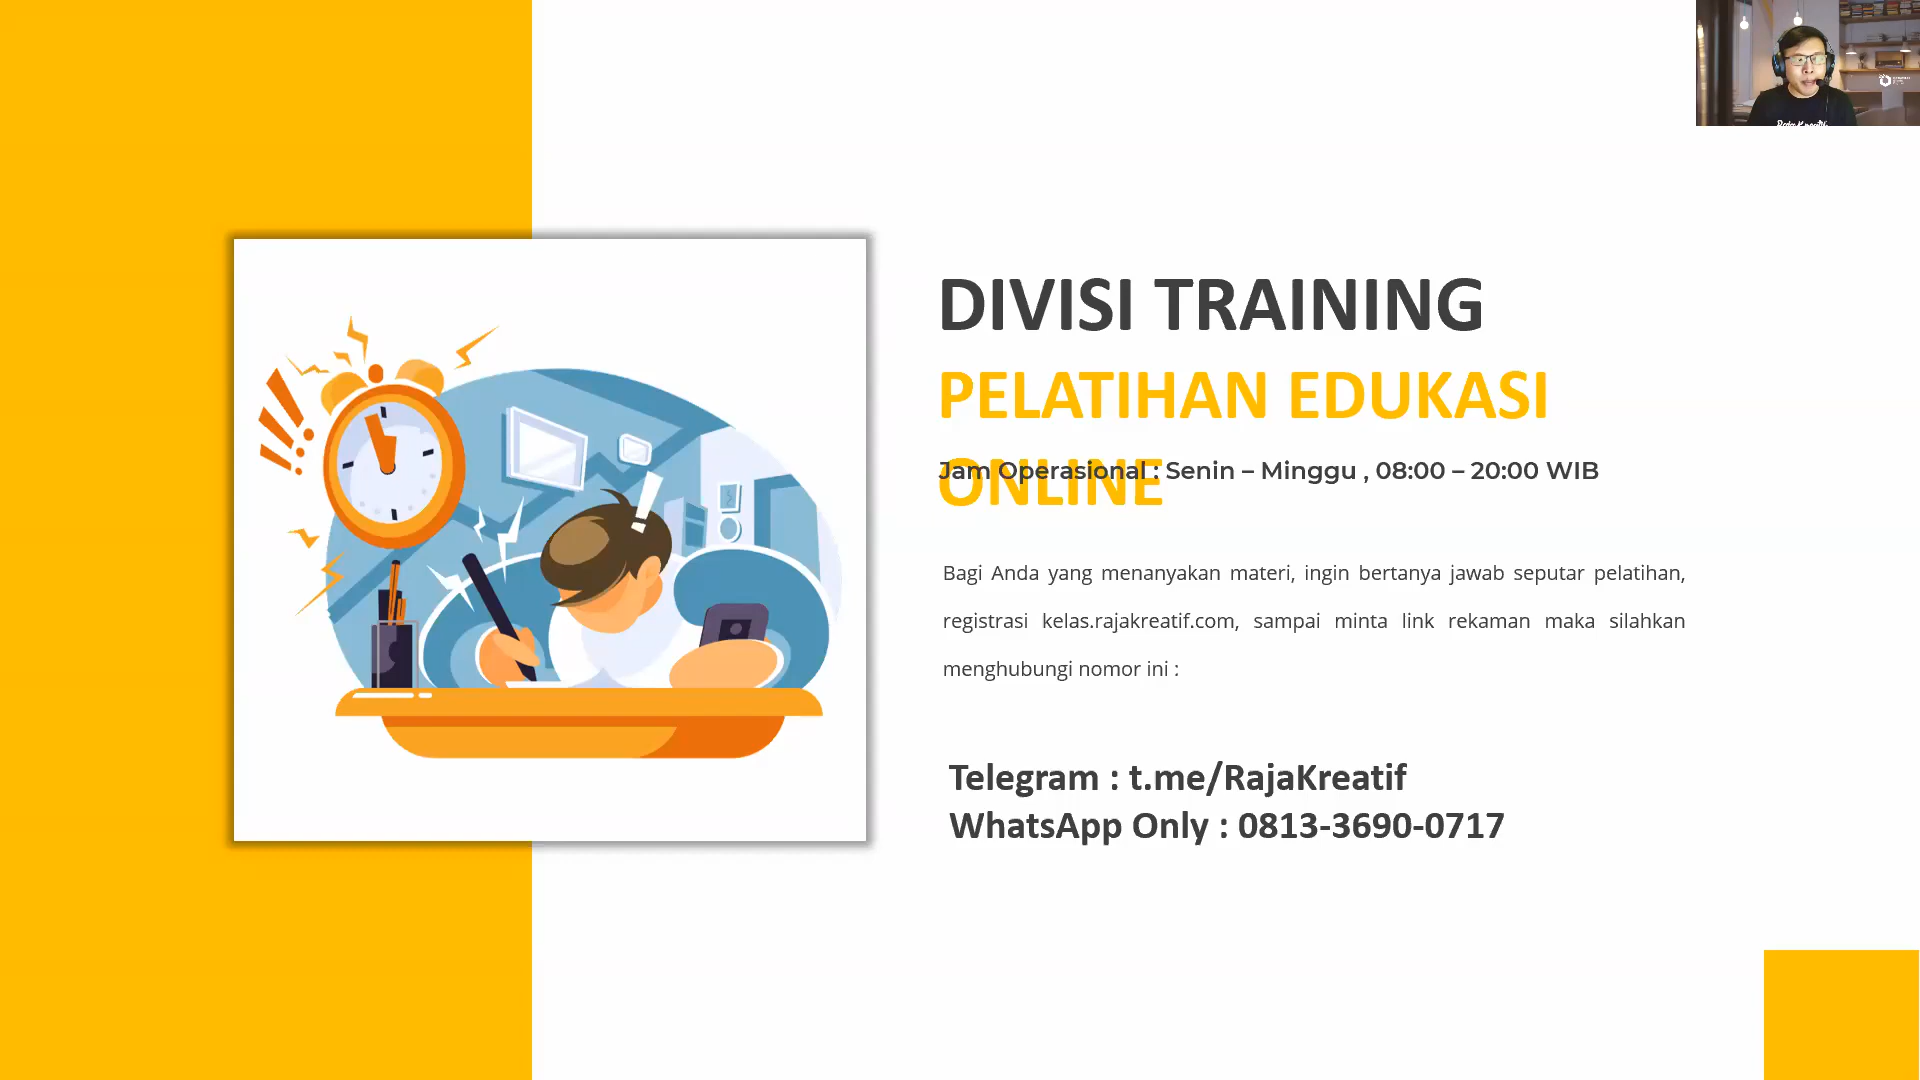 DIVISI TRAINING
PELATIHAN EDUKASI
ONLINE
Jam Operasional : Senin – Minggu , 08:00 – 20:00 WIB
Bagi Anda yang menanyakan materi, ingin bertanya jawab seputar pelatihan,
registrasi kelas.rajakreatif.com, sampai minta link rekaman maka silahkan
menghubungi nomor ini :
Telegram : t.me/RajaKreatif
WhatsApp Only : 0813-3690-0717